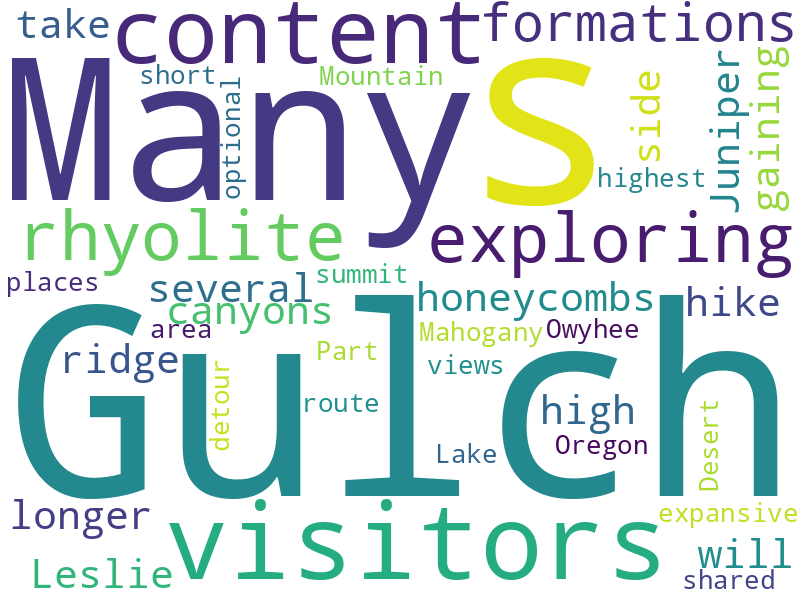 take
content
formations
short
Mountain
Many
S
optional
side
Juniper
gaining
highest
rhyolite
exploring
places
several
summit
honeycombs
hike
canyons
area
Mahogany
Owyhee
Gulch
ridge
Part
views
detour
route
high
Desert
Lake
Oregon
longer
visitors
expansive
will
Leslie
shared